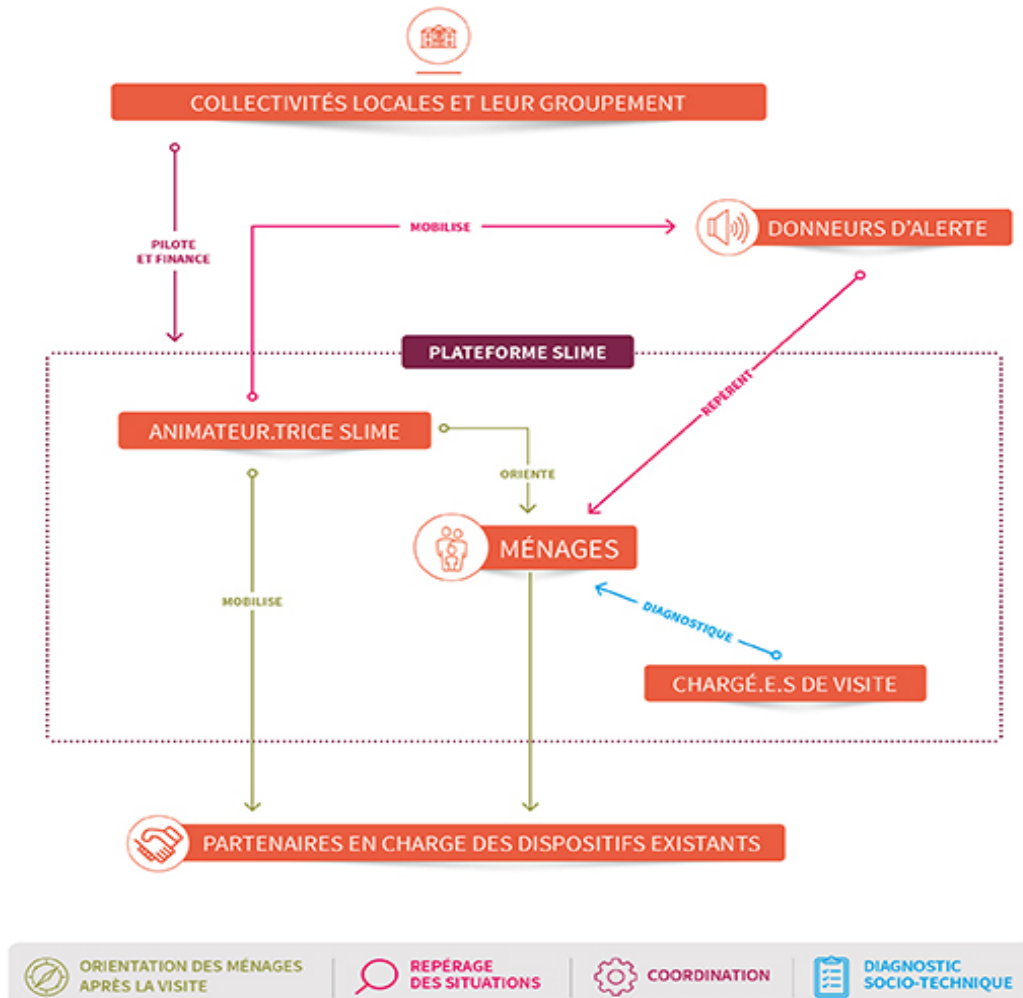 COLLECTIVITÉS LOCALES ET LEUR GROUPEMENT
MOBILISE
DONNEURS D'ALERTE
PILOTE
ET FINANCE
PLATEFORME SLIME
REPÈRENT
ANIMATEUR.TRICE SLIME
ORIENTE
MÉNAGES
MOBILISE
DIAGNOSTIQUE
CHARGÉ.E.S DE VISITE
PARTENAIRES EN CHARGE DES DISPOSITIFS EXISTANTS
ORIENTATION DES MÉNAGES
APRÈS LA VISITE
REPÉRAGE
DES SITUATIONS
COORDINATION
DIAGNOSTIC
SOCIO-TECHNIQUE